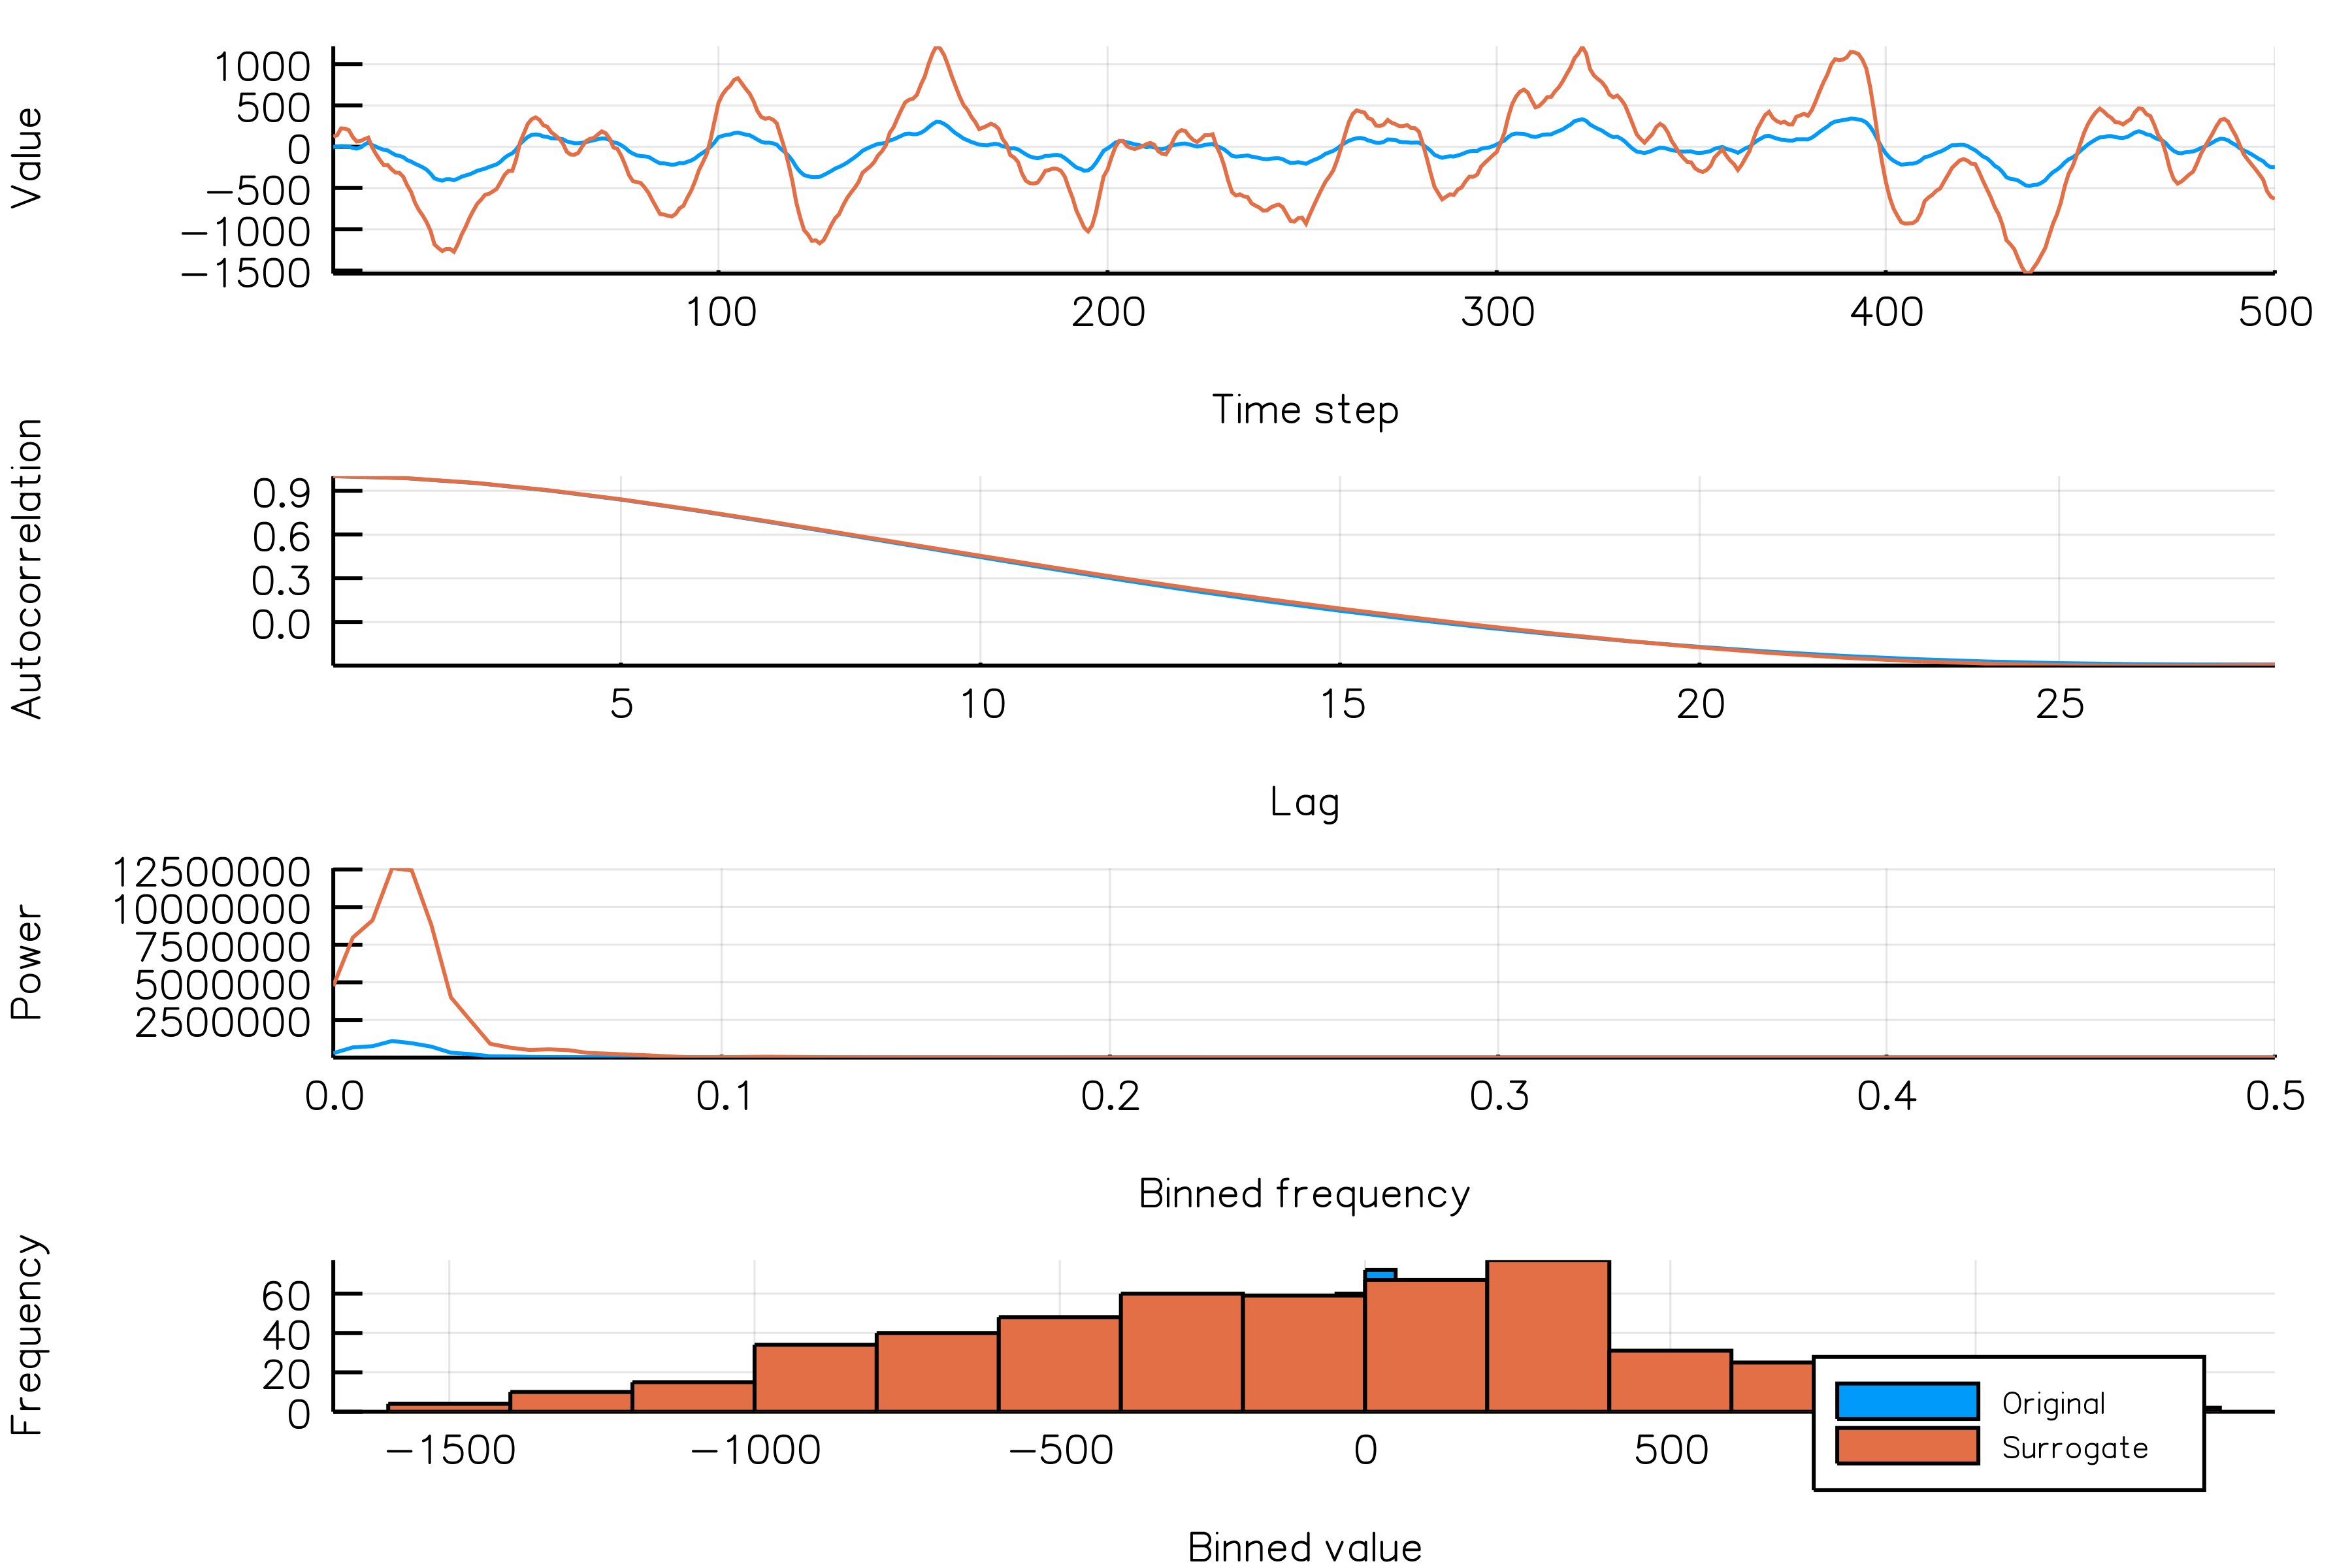 Value
1000
500
0
−500
−1000
−1500
100 200 300 400 500
Time step
Autocorrelation
0.9
0.6
0.3
0.0
5 10 15 20 25
Lag
Power
12500000
10000000
7500000
5000000
2500000
0.0 0.1 0.2 0.3 0.4 0.5
Binned frequency
Frequency
60
40
20
0
−1500 −1000 −500 0 500
Original
Surrogate
Binned value